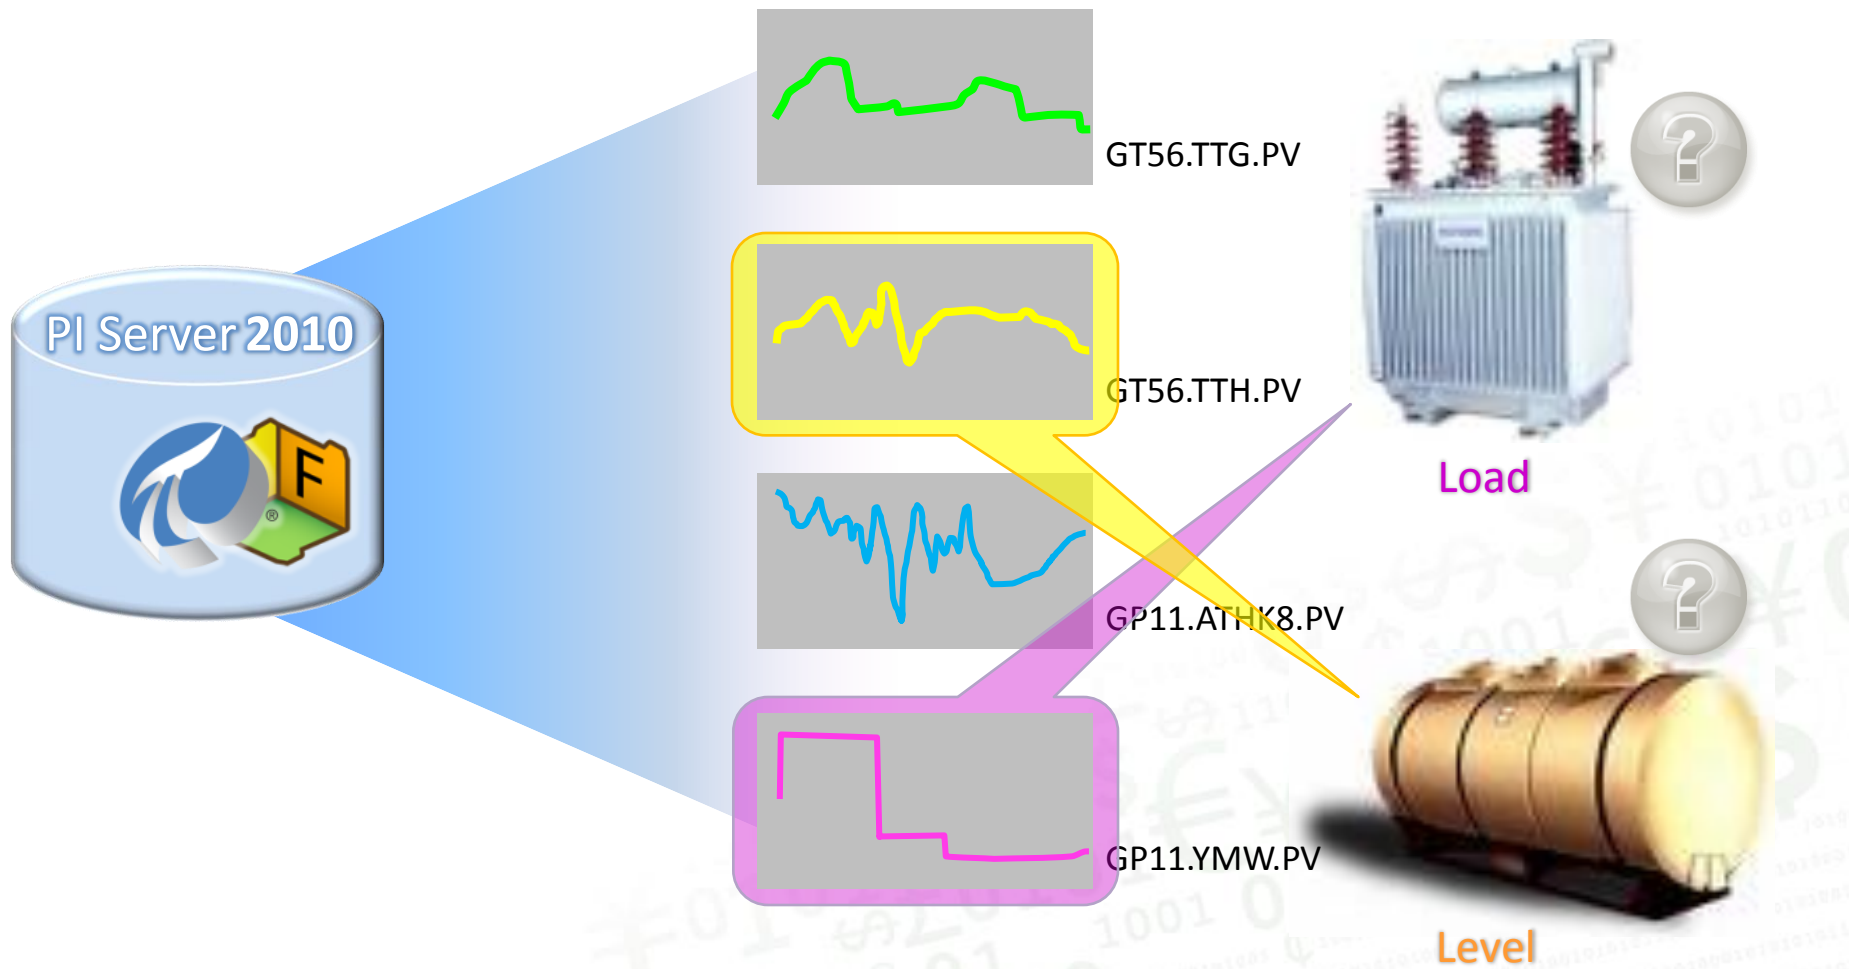 GT56.TTG.PV
PI Server 2010
F
®
GT56.TTH.PV
Load
GP11.ATHK8.PV
GP11.YMW.PV
Level